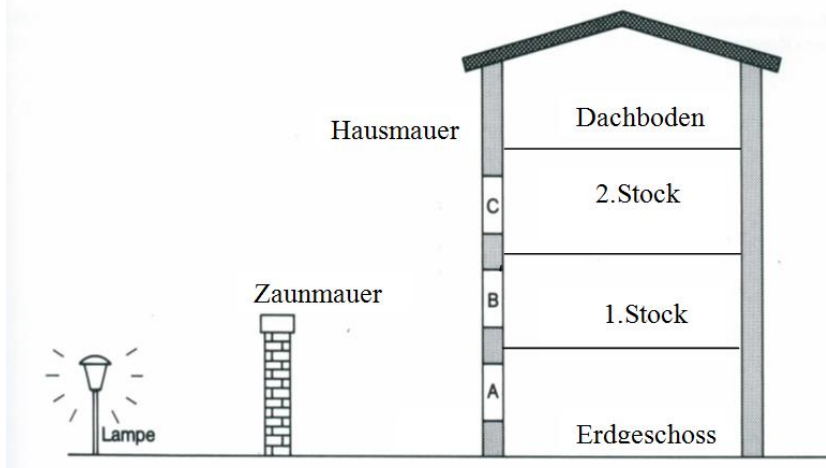 Dachboden
Hausmauer
2.Stock
C
Zaunmauer
B
1.Stock
A
Lampe
Erdgeschoss